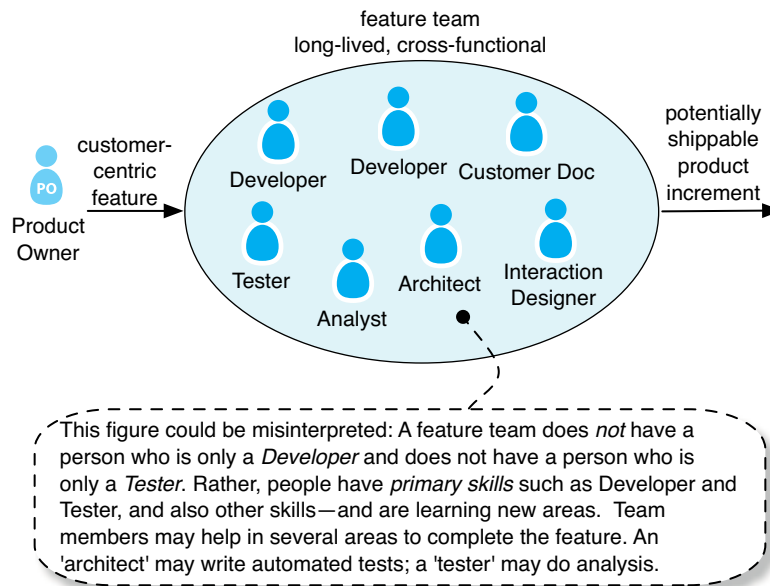 feature team
long-lived, cross-functional
customer-
centric
feature
potentially
shippable
product
increment
PO
Product
Owner
Developer
Developer
Customer Doc
Tester
Analyst
Architect
Interaction
Designer
This figure could be misinterpreted: A feature team does not have a
person who is only a Developer and does not have a person who is
only a Tester. Rather, people have primary skills such as Developer and
Tester, and also other skills—and are learning new areas.  Team
members may help in several areas to complete the feature. An
'architect' may write automated tests; a 'tester' may do analysis.